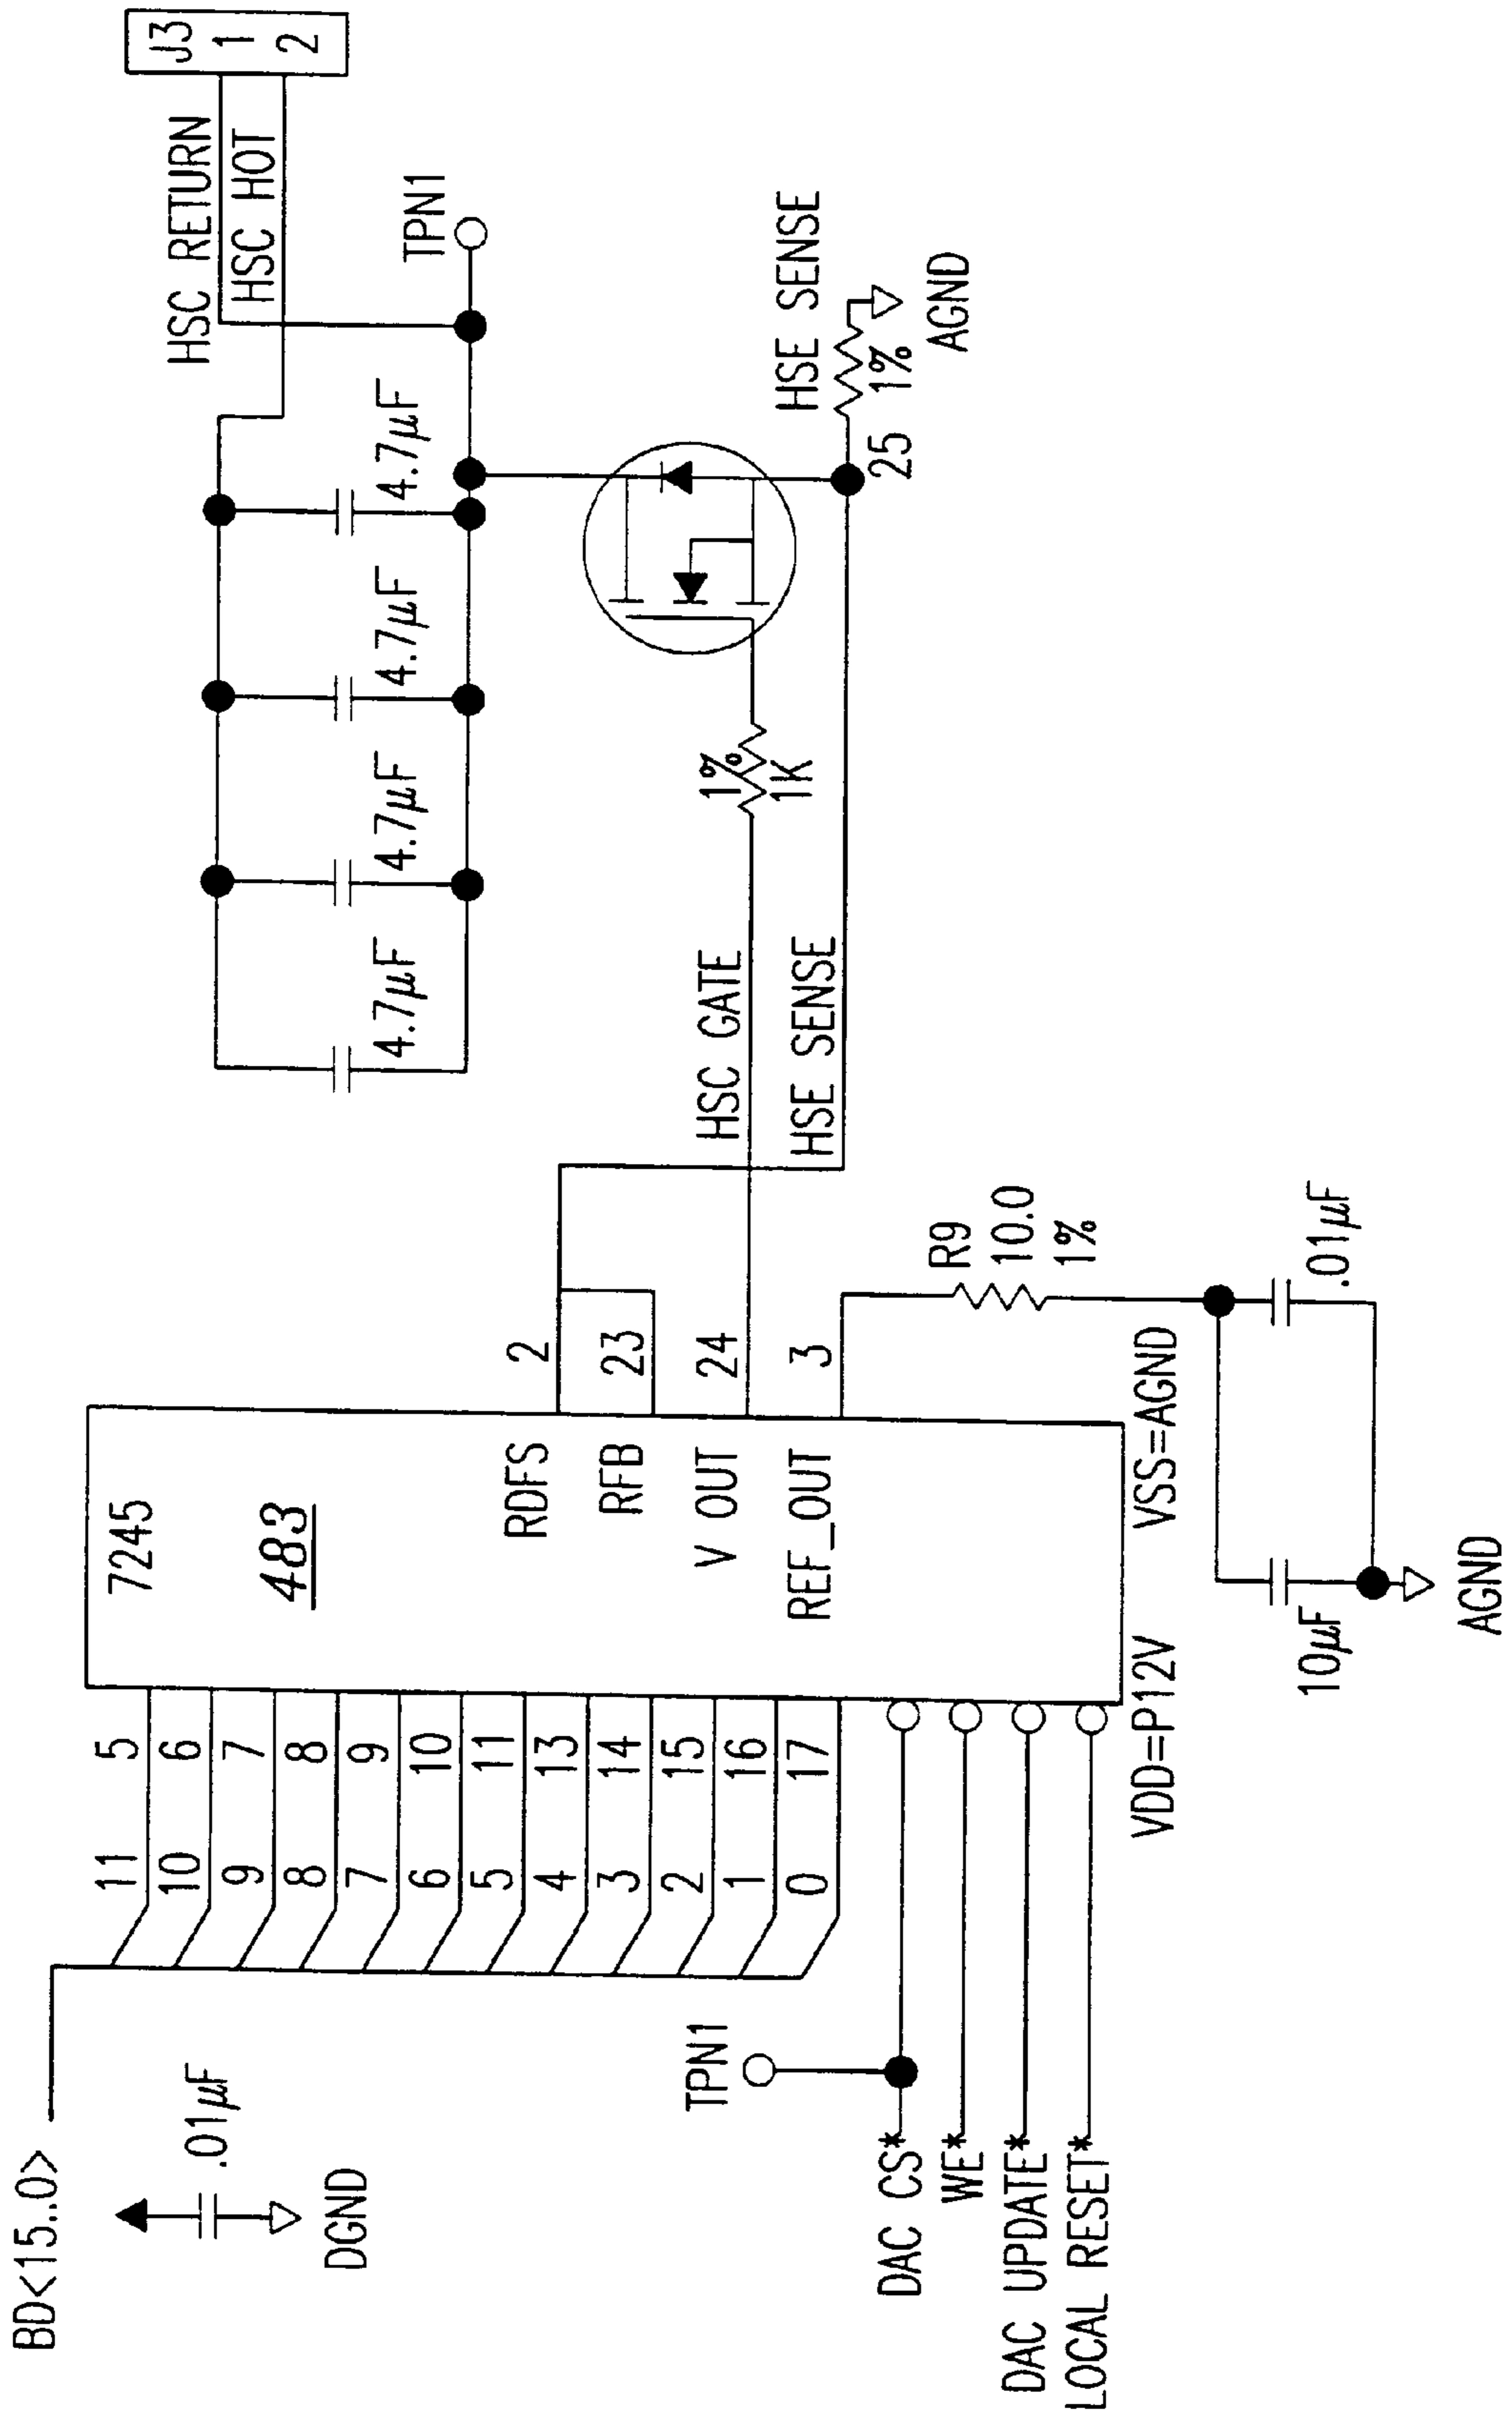 BD<15..0>
.01µF
DGND
11 5
10 6
9 7
8 8
7 9
6 10
5 11
4 13
3 14
2 15
1 16
0 17
7245
483
RDFS 2
RFB 23
V OUT 24
REF_OUT 3
TPN1
DAC CS*
WE*
DAC UPDATE*
LOCAL RESET*
VDD=P12V
VSS=AGND
R9
10.0
1%
10µF
.01µF
AGND
HSC GATE
HSE SENSE
1%
1K
4.7µF
4.7µF
4.7µF
4.7µF
HSC RETURN
HSC HOT
J3
1
2
TPN1
HSE SENSE
25 1%
AGND